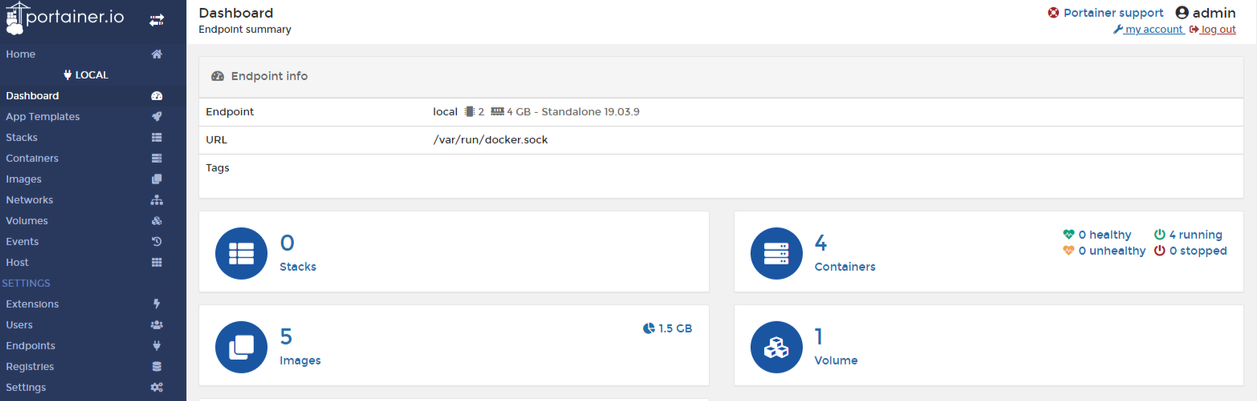 portainer.io
Home
LOCAL
Dashboard
App Templates
Stacks
Containers
Images
Networks
Volumes
Events
Host
SETTINGS
Extensions
Users
Endpoints
Registries
Settings
Dashboard
Endpoint summary
Portainer support admin
my account log out
Endpoint info
Endpoint local 2 4 GB - Standalone 19.03.9
URL /var/run/docker.sock
Tags
0
Stacks
4
Containers
0 healthy 4 running
0 unhealthy 0 stopped
5
Images
1.5 GB
1
Volume